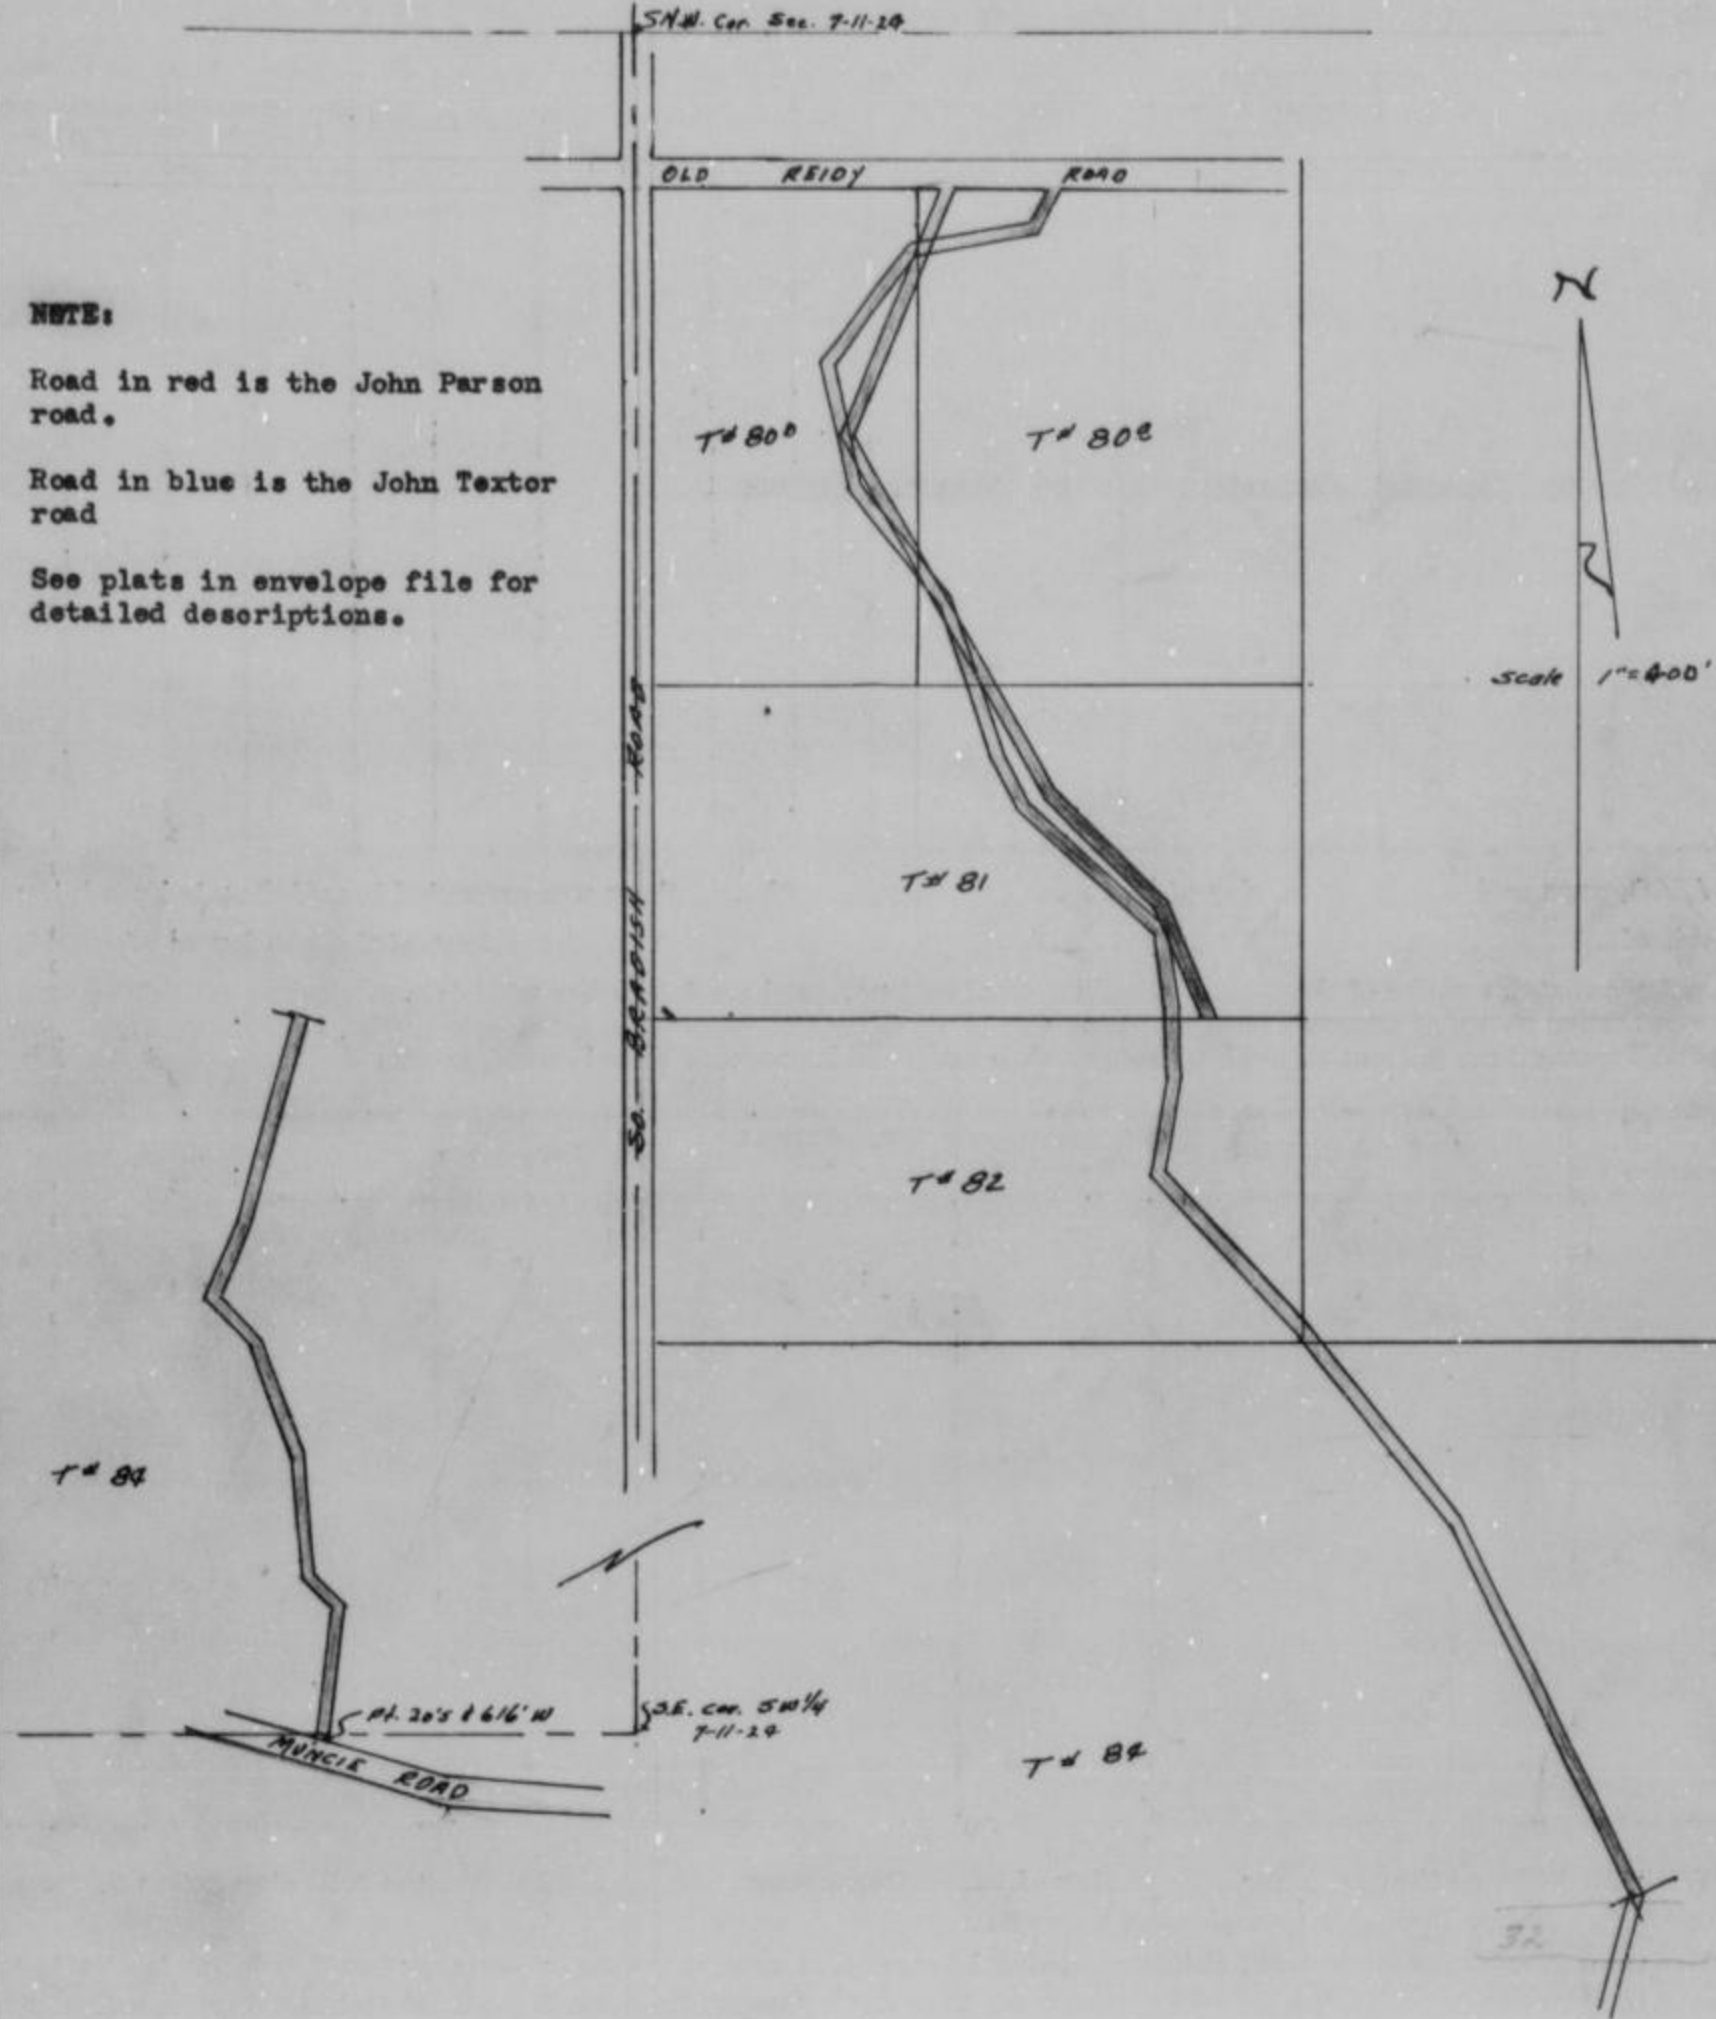 N.W. Cor. Sec. 7-11-24
OLD REIDY ROAD
NOTE:
Road in red is the John Parson
road.
Road in blue is the John Textor
road
See plats in envelope file for
detailed descriptions.
N
T# 80
T# 80
scale 1"=400'
SO. BRADISH ROAD
T# 81
T# 82
T# 84
Pt. 20's & 616' W
S.E. cor. SW 1/4
7-11-24
MUNCIE ROAD
T# 84
32